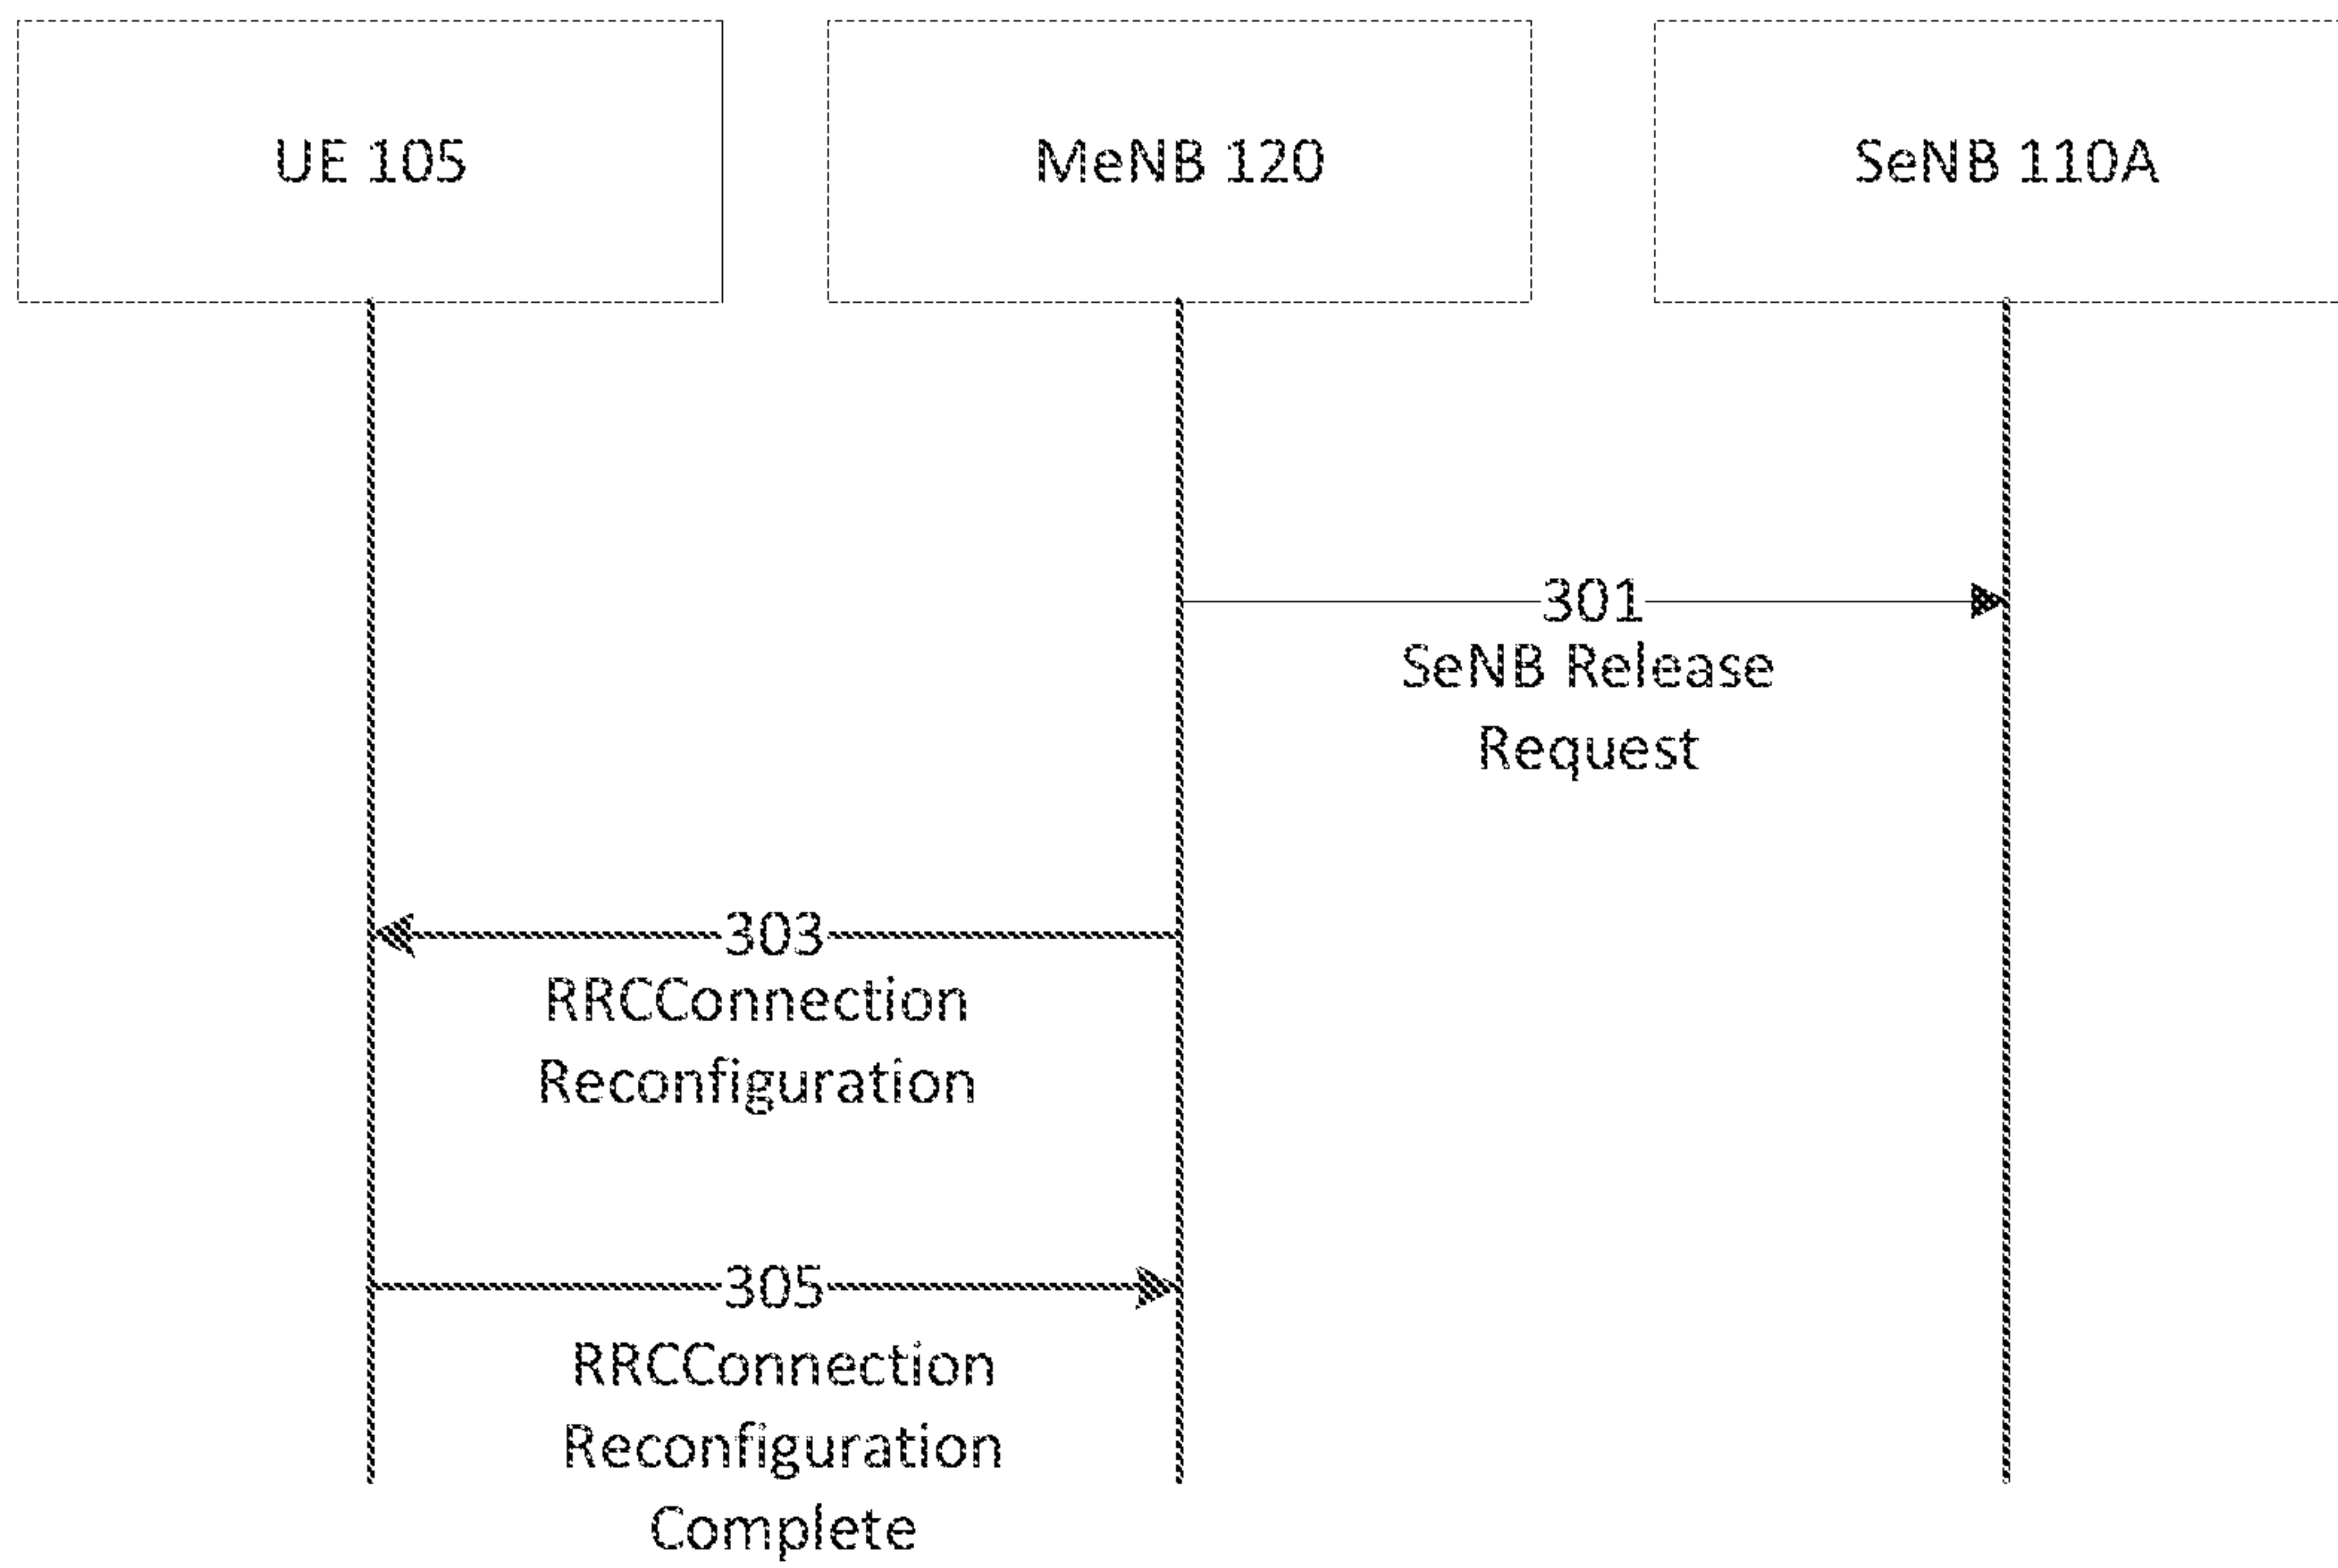 UE 105
MeNB 120
SeNB 110A
301
SeNB Release
Request
303
RRCConnection
Reconfiguration
305
RRCConnection
Reconfiguration
Complete